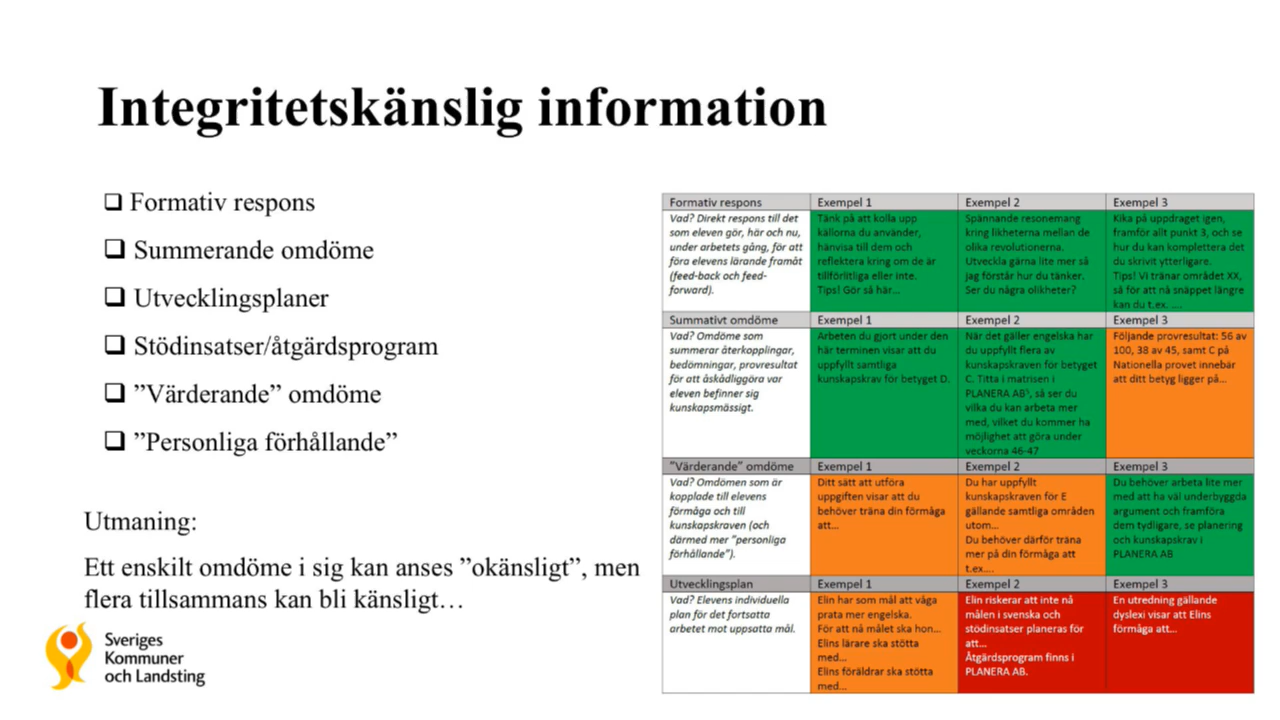 Integritetskänslig information
Formativ respons
Summerande omdöme
Utvecklingsplaner
Stödinsatser/åtgärdsprogram
”Värderande” omdöme
”Personliga förhållande”
Utmaning:
Ett enskilt omdöme i sig kan anses ”okänsligt”, men
flera tillsammans kan bli känsligt…
Sveriges
Kommuner
och Landsting
Formativ respons
Exempel 1
Exempel 2
Exempel 3
Vad? Direkt respons till det
som eleven gör, här och nu,
under arbetets gång, för att
föra elevens lärande framåt
(feed-back och feed-
forward).
Tänk på att kolla upp
källorna du använder,
hänvisa till dem och
reflektera kring om de är
tillförlitliga eller inte.
Tips! Gör så här…
Spännande resonemang
kring likheterna mellan de
olika revolutionerna.
Utveckla gärna lite mer så
jag förstår hur du tänker.
Ser du några olikheter?
Kika på uppdraget igen,
framför allt punkt 3, och se
hur du kan komplettera det
du skrivit ytterligare.
Tips! Vi tränar området XX,
så för att nå snäppet längre
kan du t.ex. ….
Summativt omdöme
Exempel 1
Exempel 2
Exempel 3
Vad? Omdöme som
summerar återkopplingar,
bedömningar, provresultat
för att åskådliggöra var
eleven befinner sig
kunskapsmässigt.
Arbeten du gjort under den
här terminen visar att du
uppfyllt samtliga
kunskapskrav för betyget D.
När det gäller engelska har
du uppfyllt flera av
kunskapskraven för betyget
C. Titta i matrisen i
PLANERA AB¹, så ser du
vilka du kan arbeta mer
med, vilket du kommer ha
möjlighet att göra under
veckorna 46-47
Följande provresultat: 56 av
100, 38 av 45, samt C på
Nationella provet innebär
att ditt betyg ligger på…
”Värderande” omdöme
Exempel 1
Exempel 2
Exempel 3
Vad? Omdömen som är
kopplade till elevens
förmåga och till
kunskapskraven (och
därmed mer ”personliga
förhållande”).
Ditt sätt att utföra
uppgiften visar att du
behöver träna din förmåga
att…
Du har uppfyllt
kunskapskraven för E
gällande samtliga områden
utom…
Du behöver därför träna
mer på din förmåga att
t.ex….
Du behöver arbeta lite mer
med att ha väl underbyggda
argument och framföra
dem tydligare, se planering
och kunskapskrav i
PLANERA AB
Utvecklingsplan
Exempel 1
Exempel 2
Exempel 3
Vad? Elevens individuella
plan för det fortsatta
arbetet mot uppsatta mål.
Elin har som mål att våga
prata mer engelska.
För att nå målet ska hon…
Elins lärare ska stötta
med…
Elins föräldrar ska stötta
med…
Elin riskerar att inte nå
målen i svenska och
stödinsatser planeras för
att…
Åtgärdsprogram finns i
PLANERA AB.
En utredning gällande
dyslexi visar att Elins
förmåga att…